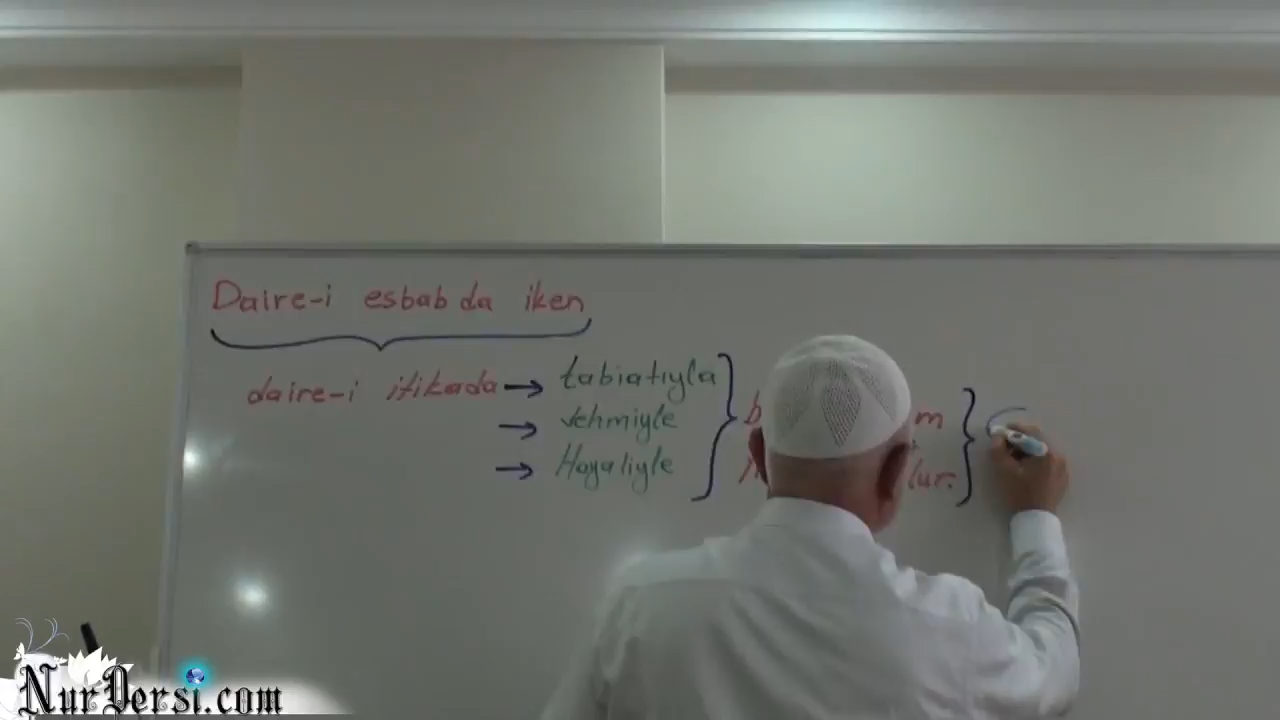 Daire-i esbabda iken
daire-i itikada → tabiatıyla
→ vehmiyle
→ Hayaliyle
NurDersi.com